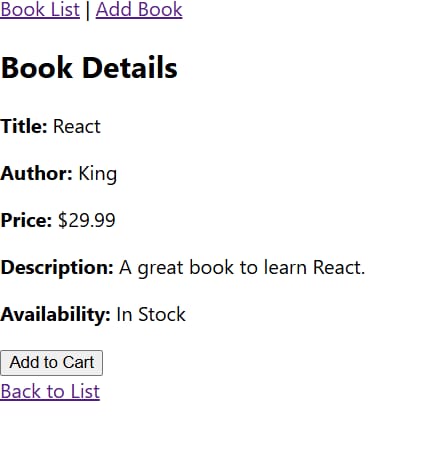 Book List | Add Book
Book Details
Title: React
Author: King
Price: $29.99
Description: A great book to learn React.
Availability: In Stock
Add to Cart
Back to List